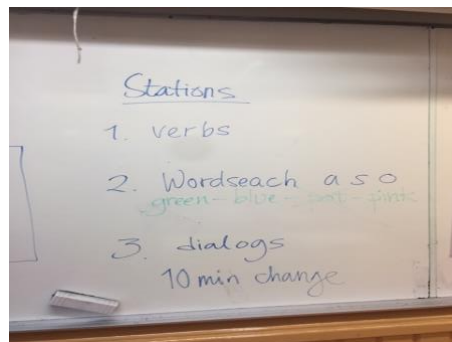 Stations
1. verbs
2. Wordseach a s o
green - blue - - pink
3. dialogs
10 min change